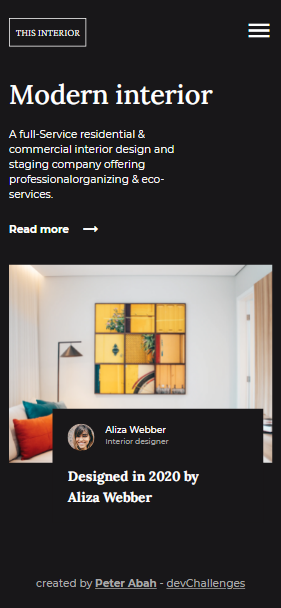 THIS INTERIOR
Modern interior
A full-Service residential &
commercial interior design and
staging company offering
professionalorganizing & eco-
services.
Read more
Aliza Webber
Interior designer
Designed in 2020 by
Aliza Webber
created by Peter Abah - devChallenges